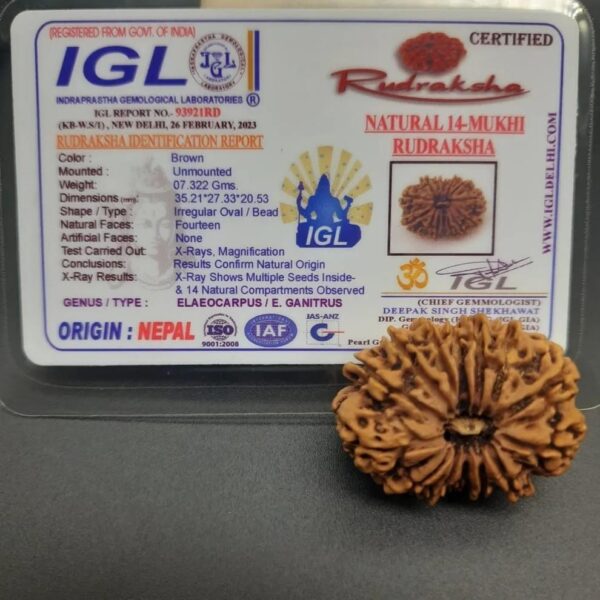 (REGISTERED FROM GOVT. OF INDIA)
IGL
INDRAPRASTHA GEMOLOGICAL LABORATORIES ®
IGL REPORT NO.- 93921RD
(KB-W.S/1) , NEW DELHI, 26 FEBRUARY, 2023
RUDRAKSHA IDENTIFICATION REPORT
Color : Brown
Mounted : Unmounted
Weight: 07.322 Gms.
Dimensions (mm): 35.21*27.33*20.53
Shape / Type : Irregular Oval / Bead
Natural Faces: Fourteen
Artificial Faces: None
Test Carried Out: X-Rays, Magnification
Conclusions: Results Confirm Natural Origin
X-Ray Results: X-Ray Shows Multiple Seeds Inside-
& 14 Natural Compartments Observed
GENUS / TYPE : ELAEOCARPUS / E. GANITRUS
ORIGIN : NEPAL
ISO
9001:2008
IAF
JAS-ANZ
IGL
CERTIFIED
Rudraksha
NATURAL 14-MUKHI
RUDRAKSHA
WWW.IGLDELHI.COM
ॐ IGL
(CHIEF GEMMOLOGIST)
DEEPAK SINGH SHEKHAWAT
DIP. Gemology
Pearl